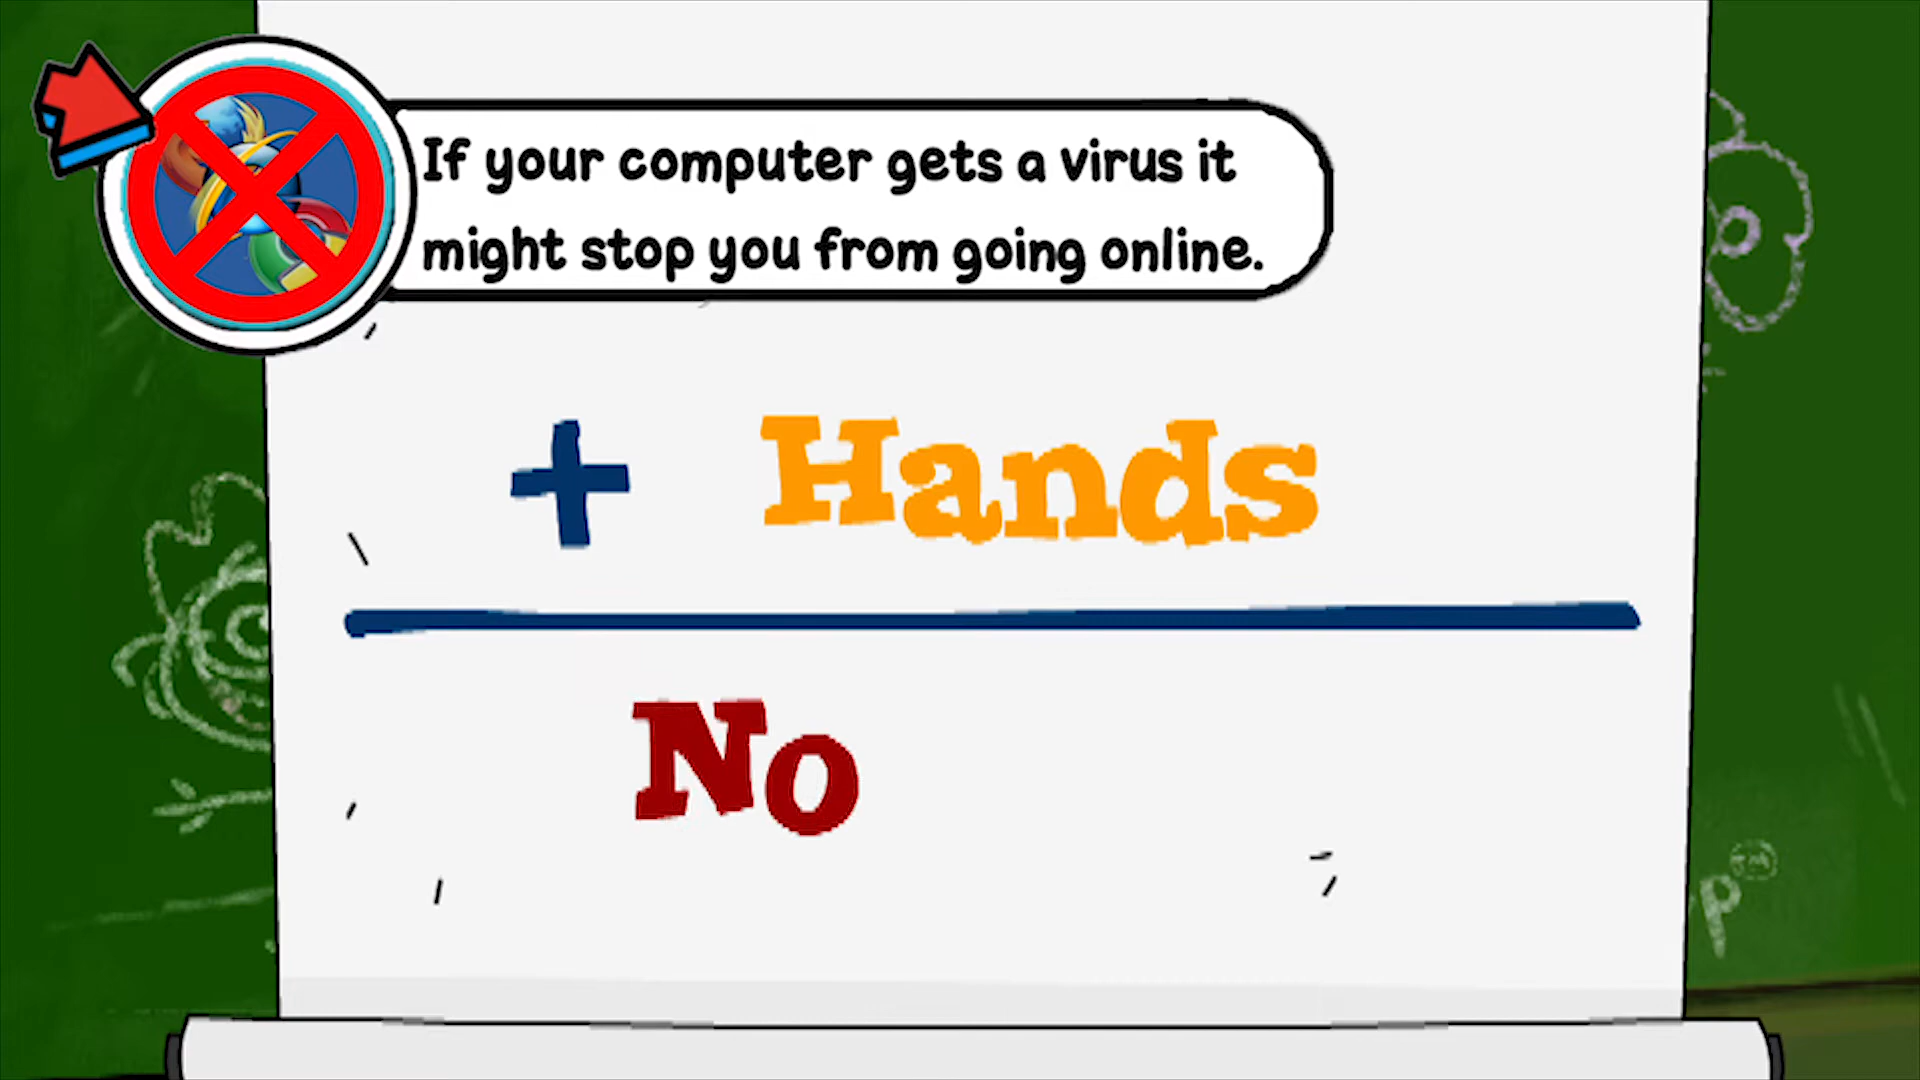 If your computer gets a virus it
might stop you from going online.
+ Hands
No
p